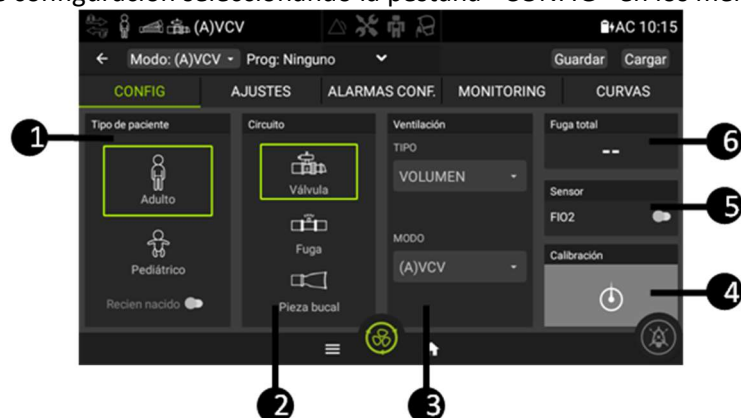 configuración seleccionando la pestaña "CONFIG" en los
(A)VCV AC 10:15
Modo: (A)VCV Prog: Ninguno Guardar Cargar
CONFIG AJUSTES ALARMAS CONF. MONITORING CURVAS
Tipo de paciente Circuito Ventilación Fuga total
1 TIPO -- 6
Adulto Válvula VOLUMEN Sensor
FIO2 5
Pediátrico Fuga MODO Calibración
(A)VCV 4
Recien nacido Pieza bucal
2 3